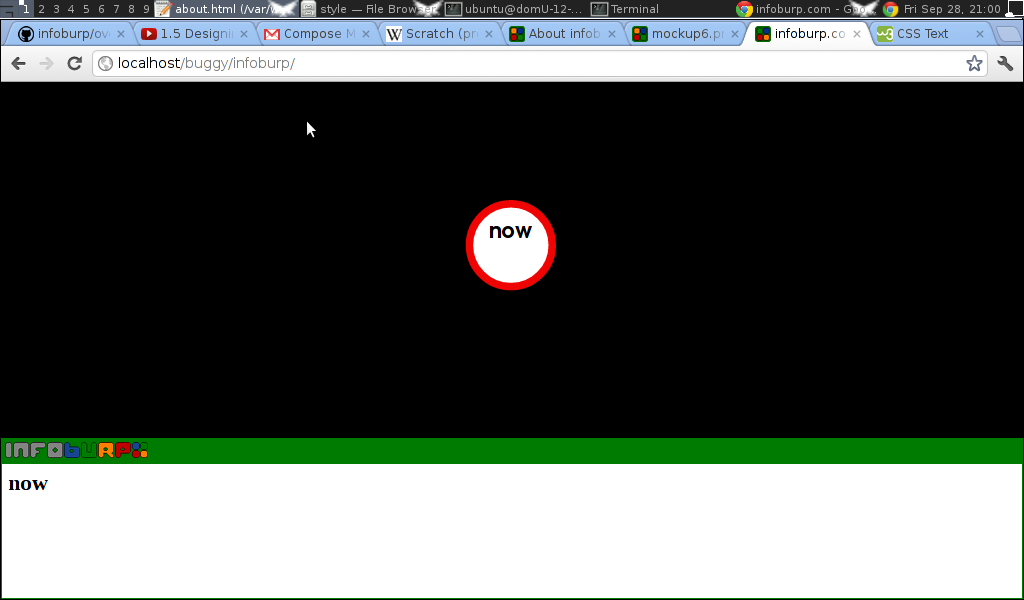 1 2 3 4 5 6 7 8 9 about.html (/var/w style — File Browser ubuntu@domU-12-... Terminal infoburp.com - Goo Fri Sep 28, 21:00
infoburp/ov 1.5 Designi Compose M Scratch (pr About infob mockup6.pr infoburp.co CSS Text
localhost/buggy/infoburp/
now
INFObURP
now